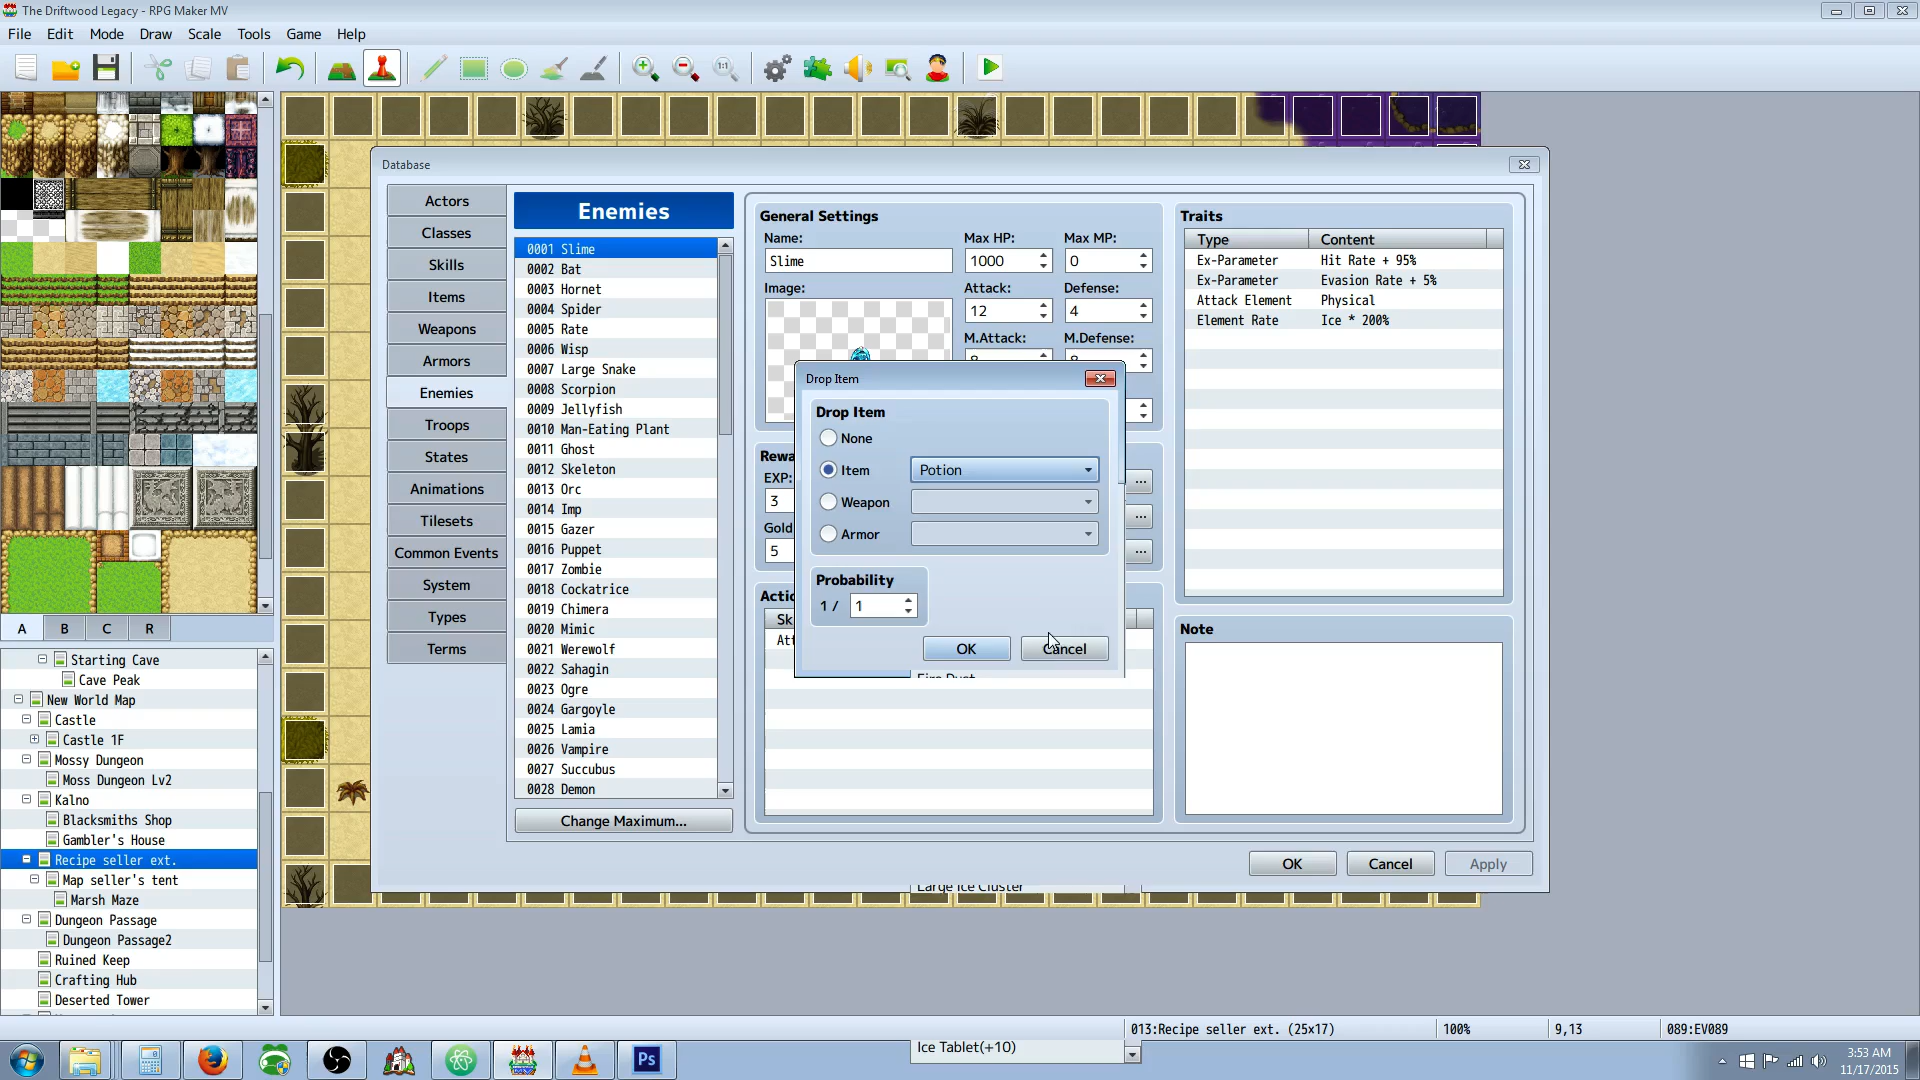 The Driftwood Legacy - RPG Maker MV
File Edit Mode Draw Scale Tools Game Help
1:1
A B C R
Starting Cave
Cave Peak
New World Map
Castle
Castle 1F
Mossy Dungeon
Moss Dungeon Lv2
Kalno
Blacksmiths Shop
Gambler's House
Recipe seller ext.
Map seller's tent
Marsh Maze
Dungeon Passage
Dungeon Passage2
Ruined Keep
Crafting Hub
Deserted Tower
Database
Actors
Classes
Skills
Items
Weapons
Armors
Enemies
Troops
States
Animations
Tilesets
Common Events
System
Types
Terms
Enemies
0001 Slime
0002 Bat
0003 Hornet
0004 Spider
0005 Rate
0006 Wisp
0007 Large Snake
0008 Scorpion
0009 Jellyfish
0010 Man-Eating Plant
0011 Ghost
0012 Skeleton
0013 Orc
0014 Imp
0015 Gazer
0016 Puppet
0017 Zombie
0018 Cockatrice
0019 Chimera
0020 Mimic
0021 Werewolf
0022 Sahagin
0023 Ogre
0024 Gargoyle
0025 Lamia
0026 Vampire
0027 Succubus
0028 Demon
Change Maximum...
General Settings
Name: Max HP: Max MP:
Slime 1000 0
Image: Attack: Defense:
12 4
M.Attack: M.Defense:
Rewa
EXP:
3
Gold
5
... 
...
...
Actio
Sk
Att
Drop Item
Drop Item
None
Item Potion
Weapon
Armor
Probability
1 / 1
OK Cancel
Traits
Type Content
Ex-Parameter Hit Rate + 95%
Ex-Parameter Evasion Rate + 5%
Attack Element Physical
Element Rate Ice * 200%
Note
OK Cancel Apply
Large Ice Cluster
Ice Tablet(+10)
013:Recipe seller ext. (25x17) 100% 9,13 089:EV089
Ps
3:53 AM
11/17/2015